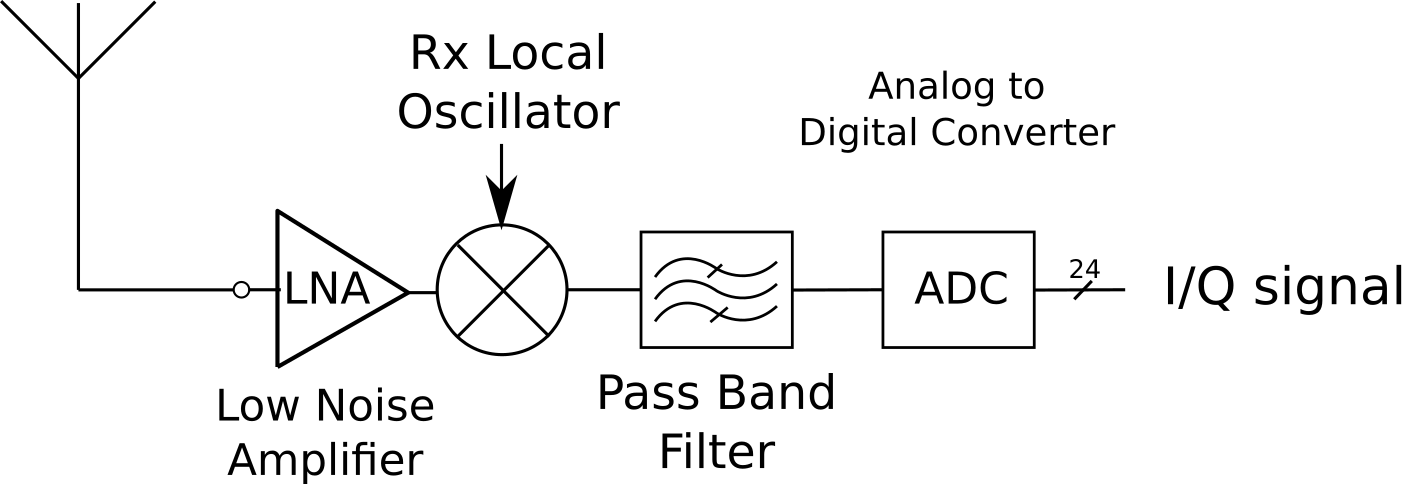 Rx Local
Oscillator
Analog to
Digital Converter
LNA
ADC
24
I/Q signal
Low Noise
Amplifier
Pass Band
Filter